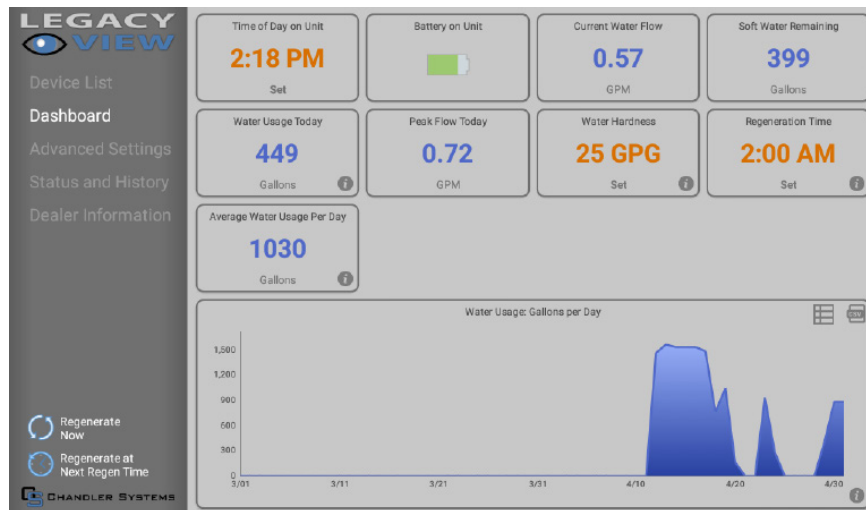 LEGACY
VIEW
Device List
Dashboard
Advanced Settings
Status and History
Dealer Information
Regenerate
Now
Regenerate at
Next Regen Time
CS CHANDLER SYSTEMS
Time of Day on Unit
2:18 PM
Set
Battery on Unit
Current Water Flow
0.57
GPM
Soft Water Remaining
399
Gallons
Water Usage Today
449
Gallons
i
Peak Flow Today
0.72
GPM
Water Hardness
25 GPG
Set
i
Regeneration Time
2:00 AM
Set
i
Average Water Usage Per Day
1030
Gallons
i
Water Usage: Gallons per Day
CSV
1,500
1,200
900
600
300
0
3/01 3/11 3/21 3/31 4/10 4/20 4/30
i